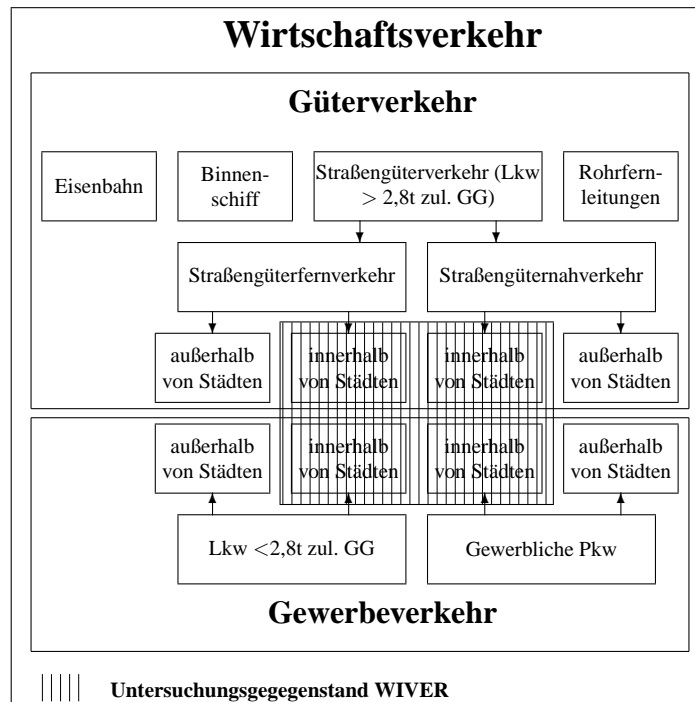 Wirtschaftsverkehr
Güterverkehr
Eisenbahn
Binnen-
schiff
Straßengüterverkehr (Lkw
> 2,8t zul. GG)
Rohrfern-
leitungen
Straßengüterfernverkehr
Straßengüternahverkehr
außerhalb
von Städten
innerhalb
von Städten
innerhalb
von Städten
außerhalb
von Städten
außerhalb
von Städten
innerhalb
von Städten
innerhalb
von Städten
außerhalb
von Städten
Lkw <2,8t zul. GG
Gewerbliche Pkw
Gewerbeverkehr
Untersuchungsgegegenstand WIVER